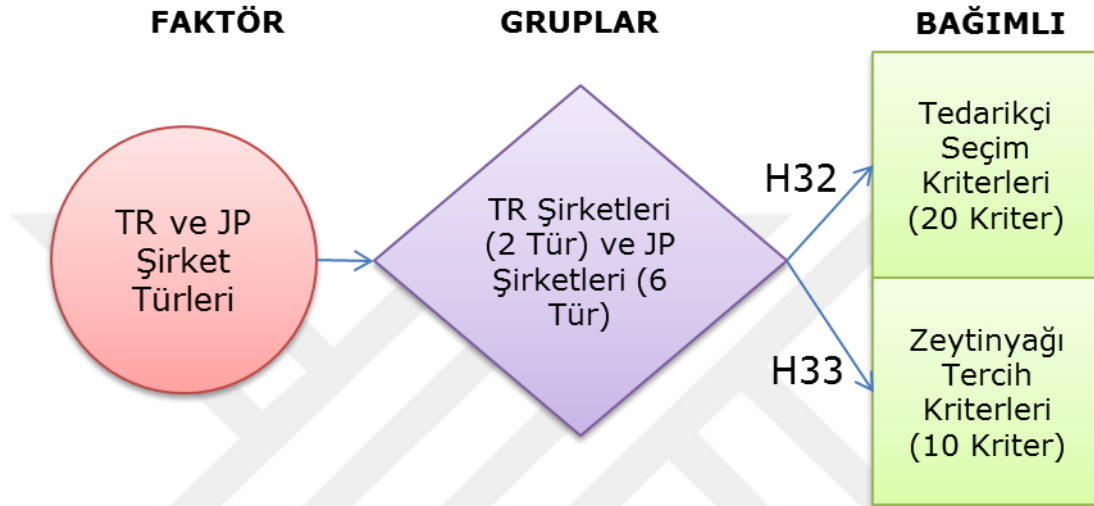 FAKTÖR
GRUPLAR
BAĞIMLI
TR ve JP
Şirket
Türleri
TR Şirketleri
(2 Tür) ve JP
Şirketleri (6
Tür)
H32
H33
Tedarikçi
Seçim
Kriterleri
(20 Kriter)
Zeytinyağı
Tercih
Kriterleri
(10 Kriter)